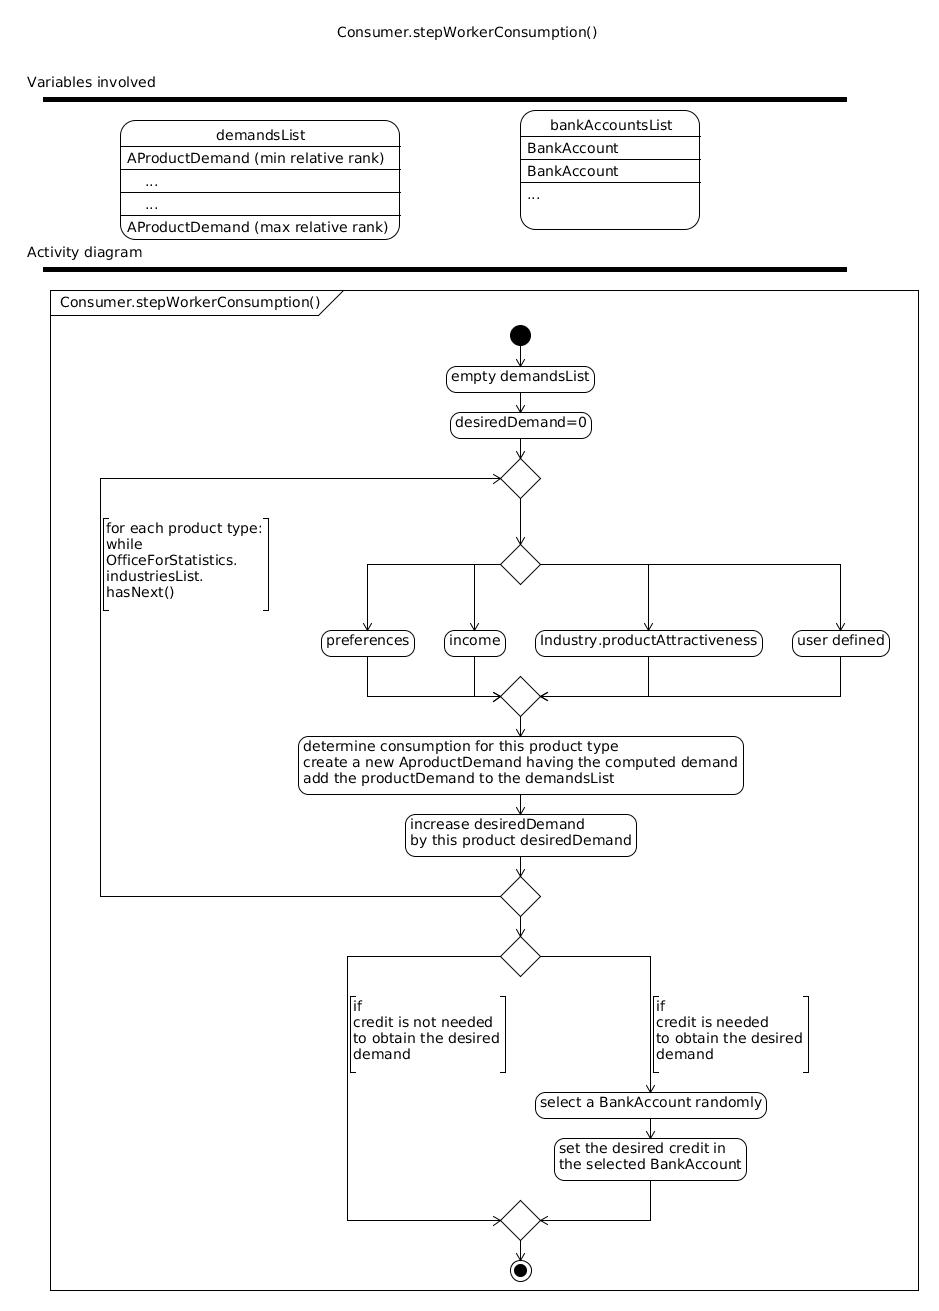 Consumer.stepWorkerConsumption()
Variables involved
demandsList
AProductDemand (min relative rank)
...
...
AProductDemand (max relative rank)
bankAccountsList
BankAccount
BankAccount
...
Activity diagram
Consumer.stepWorkerConsumption()
empty demandsList
desiredDemand=0
for each product type:
while
OfficeForStatistics.
industriesList.
hasNext()
preferences
income
Industry.productAttractiveness
user defined
determine consumption for this product type
create a new AproductDemand having the computed demand
add the productDemand to the demandsList
increase desiredDemand
by this product desiredDemand
if
credit is not needed
to obtain the desired
demand
if
credit is needed
to obtain the desired
demand
select a BankAccount randomly
set the desired credit in
the selected BankAccount